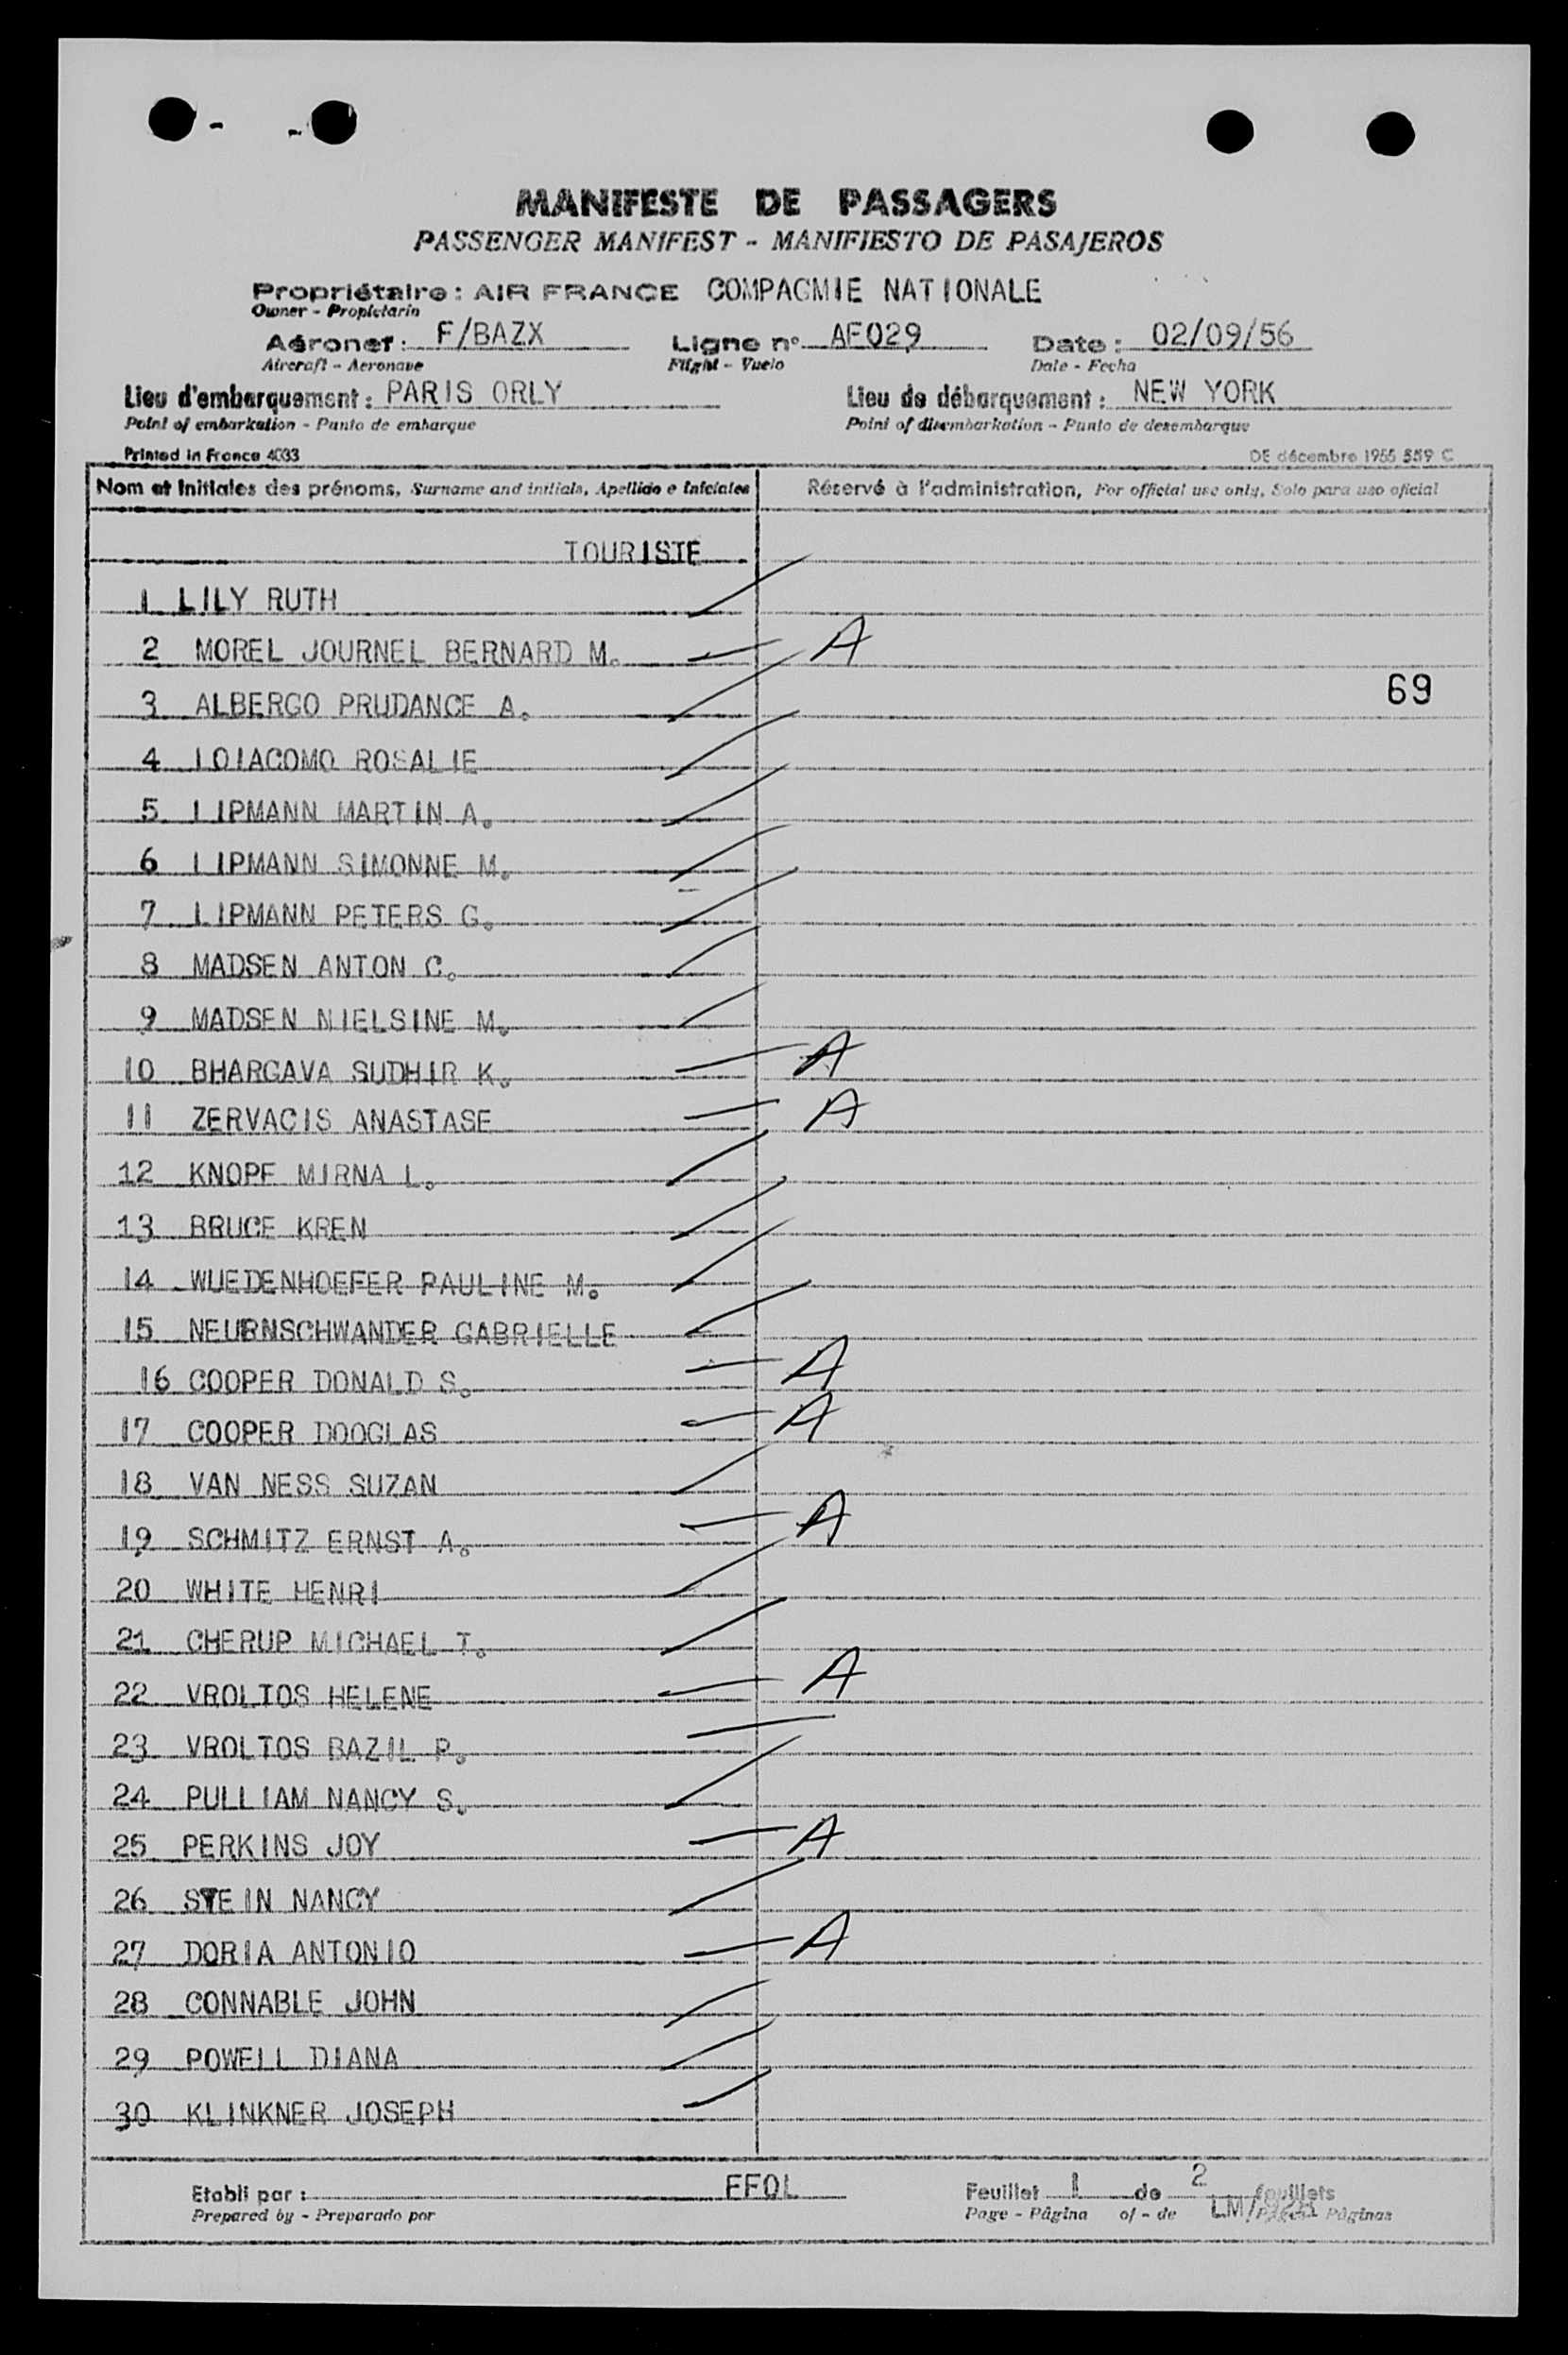 MANIFESTE DE PASSAGERS
PASSENGER MANIFEST - MANIFIESTO DE PASAJEROS
Propriétaire : AIR FRANCE COMPAGMIE NATIONALE
Owner - Propietario
Aéronef : F/BAZX Ligne n° AF029 Date : 02/09/56
Aircraft - Aeronave Flight - Vuelo Date - Fecha
Lieu d'embarquement : PARIS ORLY Lieu de débarquement : NEW YORK
Point of embarkation - Punto de embarque Point of disembarkation - Punto de desembarque
Printed in France 4033 DE décembre 1955 559 C
Nom et Initiales des prénoms, Surname and initials, Apellido e Iniciales Réservé à l'administration, For official use only, Solo para uso oficial
TOURISTE
1 LILY RUTH
2 MOREL JOURNEL BERNARD M. A
69
3 ALBERGO PRUDANCE A.
4 LOIACOMO ROSALIE
5 LIPMANN MARTIN A.
6 LIPMANN SIMONNE M.
7 LIPMANN PETERS G.
8 MADSEN ANTON C.
9 MADSEN NIELSINE M.
10 BHARGAVA SUDHIR K. A
11 ZERVACIS ANASTASE A
12 KNOPF MIRNA L.
13 BRUCE KREN
14 WUEDENHOEFER PAULINE M.
15 NEUENSCHWANDER GABRIELLE
16 COOPER DONALD S. A
17 COOPER DOOGLAS A
18 VAN NESS SUZAN
19 SCHMITZ ERNST A. A
20 WHITE HENRI
21 CHERUP MICHAEL T.
22 VROLTOS HELENE A
23 VROLTOS BAZIL P.
24 PULLIAM NANCY S.
25 PERKINS JOY A
26 STEIN NANCY
27 DORIA ANTONIO A
28 CONNABLE JOHN
29 POWELL DIANA
30 KLINKNER JOSEPH
Etabli par : EFOL Feuillet 1 de 2 feuillets
Prepared by - Preparado por Page - Página of - de LM/ Páginas